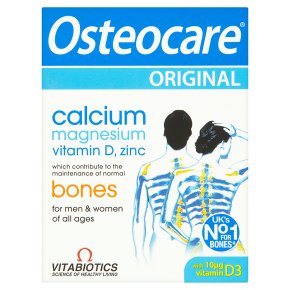 Osteocare®
ORIGINAL
calcium
magnesium
vitamin D, zinc
which contribute to the
maintenance of normal
bones
for men & women
of all ages
UK's
No1
FOR
BONES
with 10µg
vitamin D3
VITABIOTICS
SCIENCE OF HEALTHY LIVING